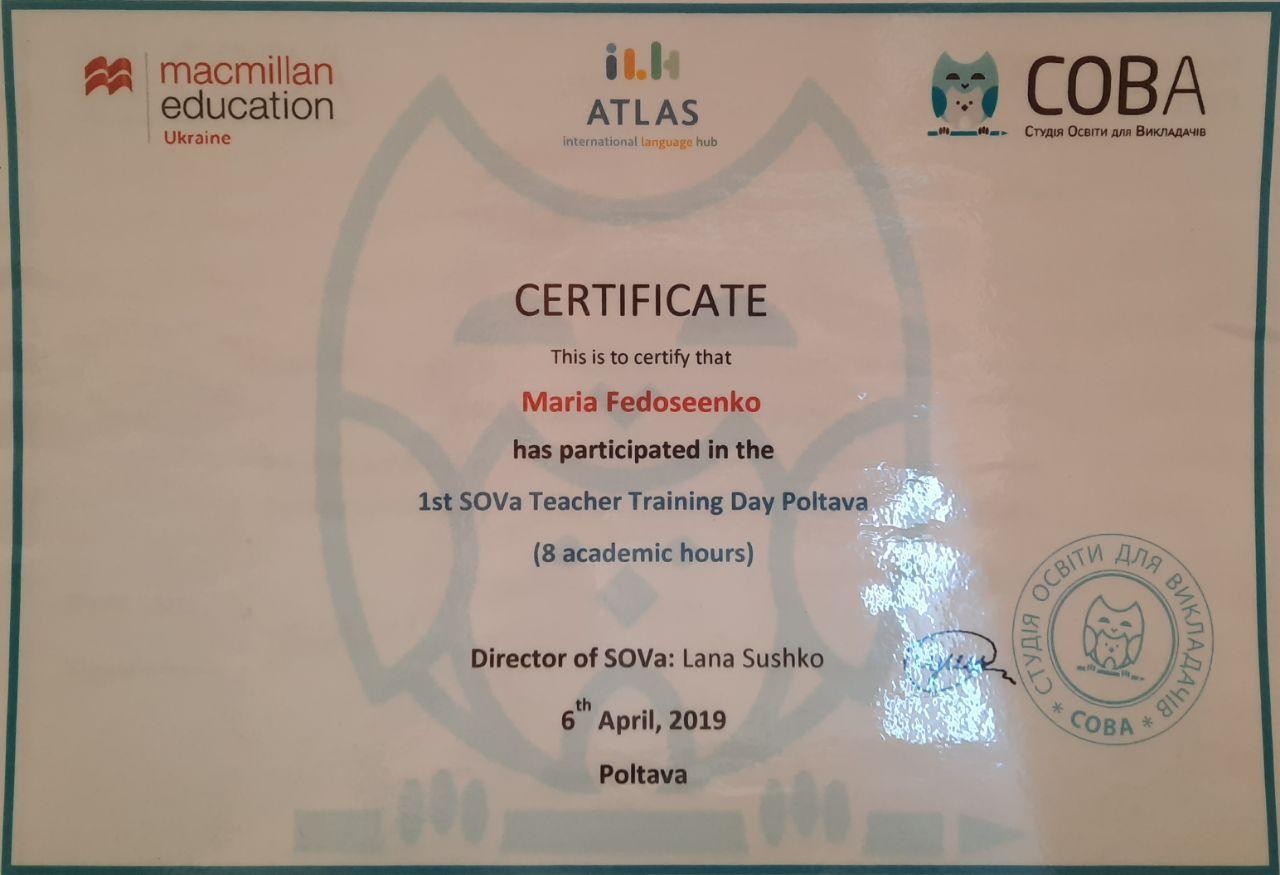 macmillan
education
Ukraine
ilh
ATLAS
international language hub
СОВА
Студія Освіти для Викладачів
CERTIFICATE
This is to certify that
Maria Fedoseenko
has participated in the
1st SOVa Teacher Training Day Poltava
(8 academic hours)
Director of SOVa: Lana Sushko
6th April, 2019
Poltava
* СТУДІЯ ОСВІТИ ДЛЯ ВИКЛАДАЧІВ *
СОВА